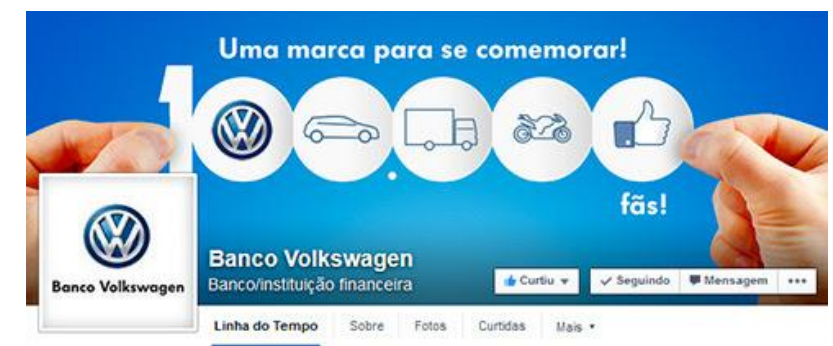 Uma marca para se comemorar!
1
.
fãs!
Banco Volkswagen
Banco Volkswagen
Banco/instituição financeira
Curtiu
Seguindo
Mensagem
Linha do Tempo
Sobre
Fotos
Curtidas
Mais